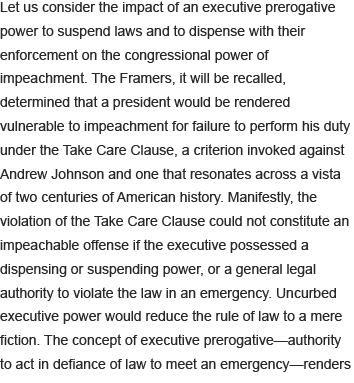 Let us consider the impact of an executive prerogative
power to suspend laws and to dispense with their
enforcement on the congressional power of
impeachment. The Framers, it will be recalled,
determined that a president would be rendered
vulnerable to impeachment for failure to perform his duty
under the Take Care Clause, a criterion invoked against
Andrew Johnson and one that resonates across a vista
of two centuries of American history. Manifestly, the
violation of the Take Care Clause could not constitute an
impeachable offense if the executive possessed a
dispensing or suspending power, or a general legal
authority to violate the law in an emergency. Uncurbed
executive power would reduce the rule of law to a mere
fiction. The concept of executive prerogative—authority
to act in defiance of law to meet an emergency—renders